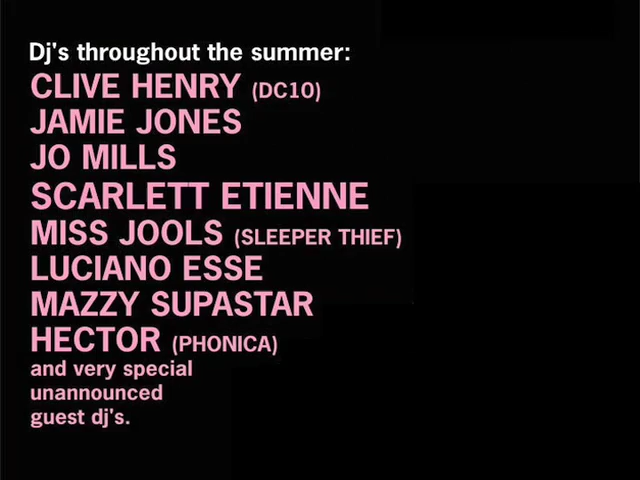 Dj's throughout the summer:
CLIVE HENRY (DC10)
JAMIE JONES
JO MILLS
SCARLETT ETIENNE
MISS JOOLS (SLEEPER THIEF)
LUCIANO ESSE
MAZZY SUPASTAR
HECTOR (PHONICA)
and very special
unannounced
guest dj's.